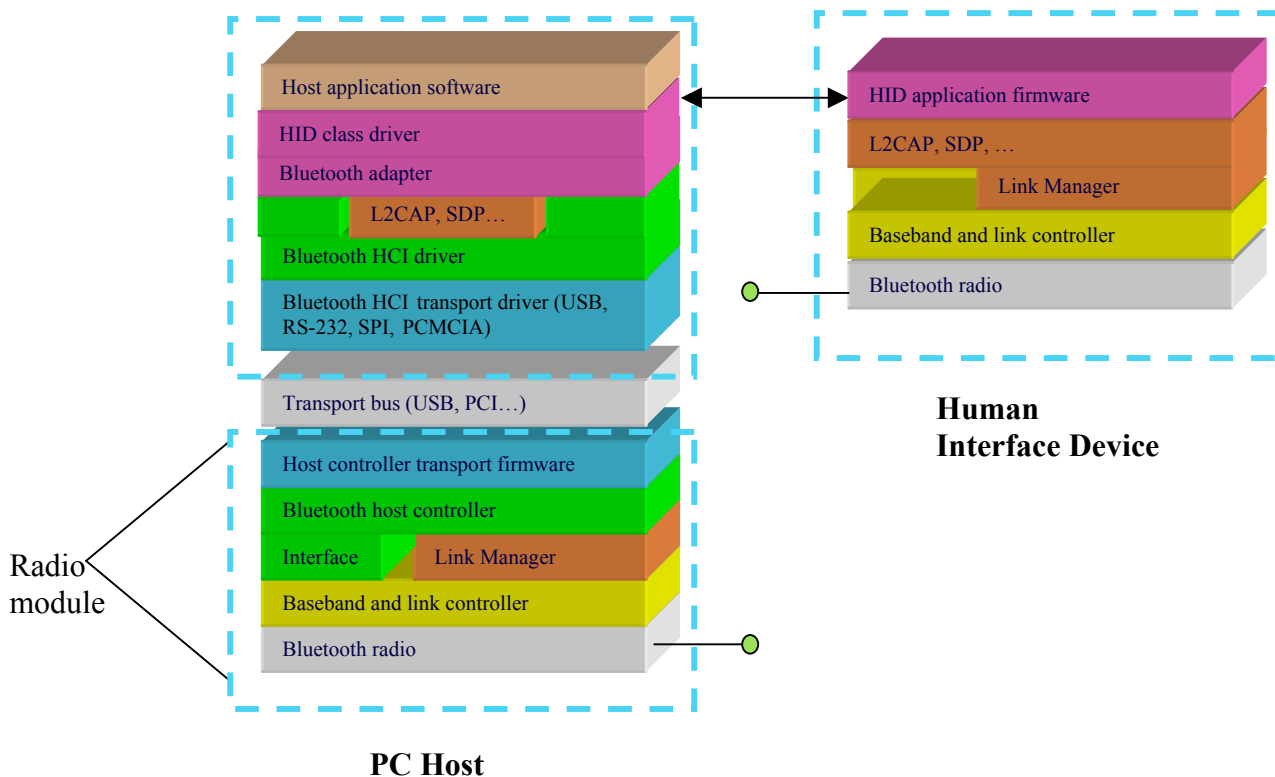 Host application software
HID class driver
Bluetooth adapter
L2CAP, SDP…
Bluetooth HCI driver
Bluetooth HCI transport driver (USB,
RS-232, SPI, PCMCIA)
Transport bus (USB, PCI…)
Host controller transport firmware
Bluetooth host controller
Interface
Link Manager
Baseband and link controller
Bluetooth radio
Radio
module
PC Host
HID application firmware
L2CAP, SDP, …
Link Manager
Baseband and link controller
Bluetooth radio
Human
Interface Device